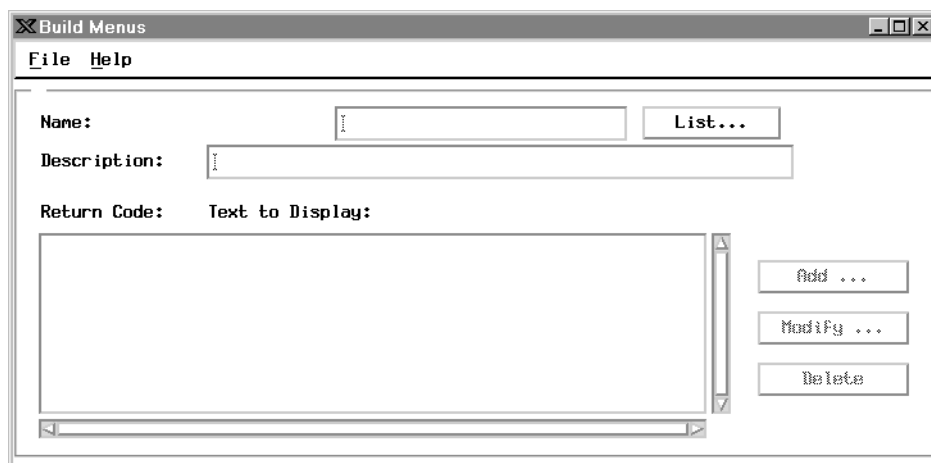 Build Menus
File Help
Name: List...
Description:
Return Code: Text to Display:
Add ...
Modify ...
Delete